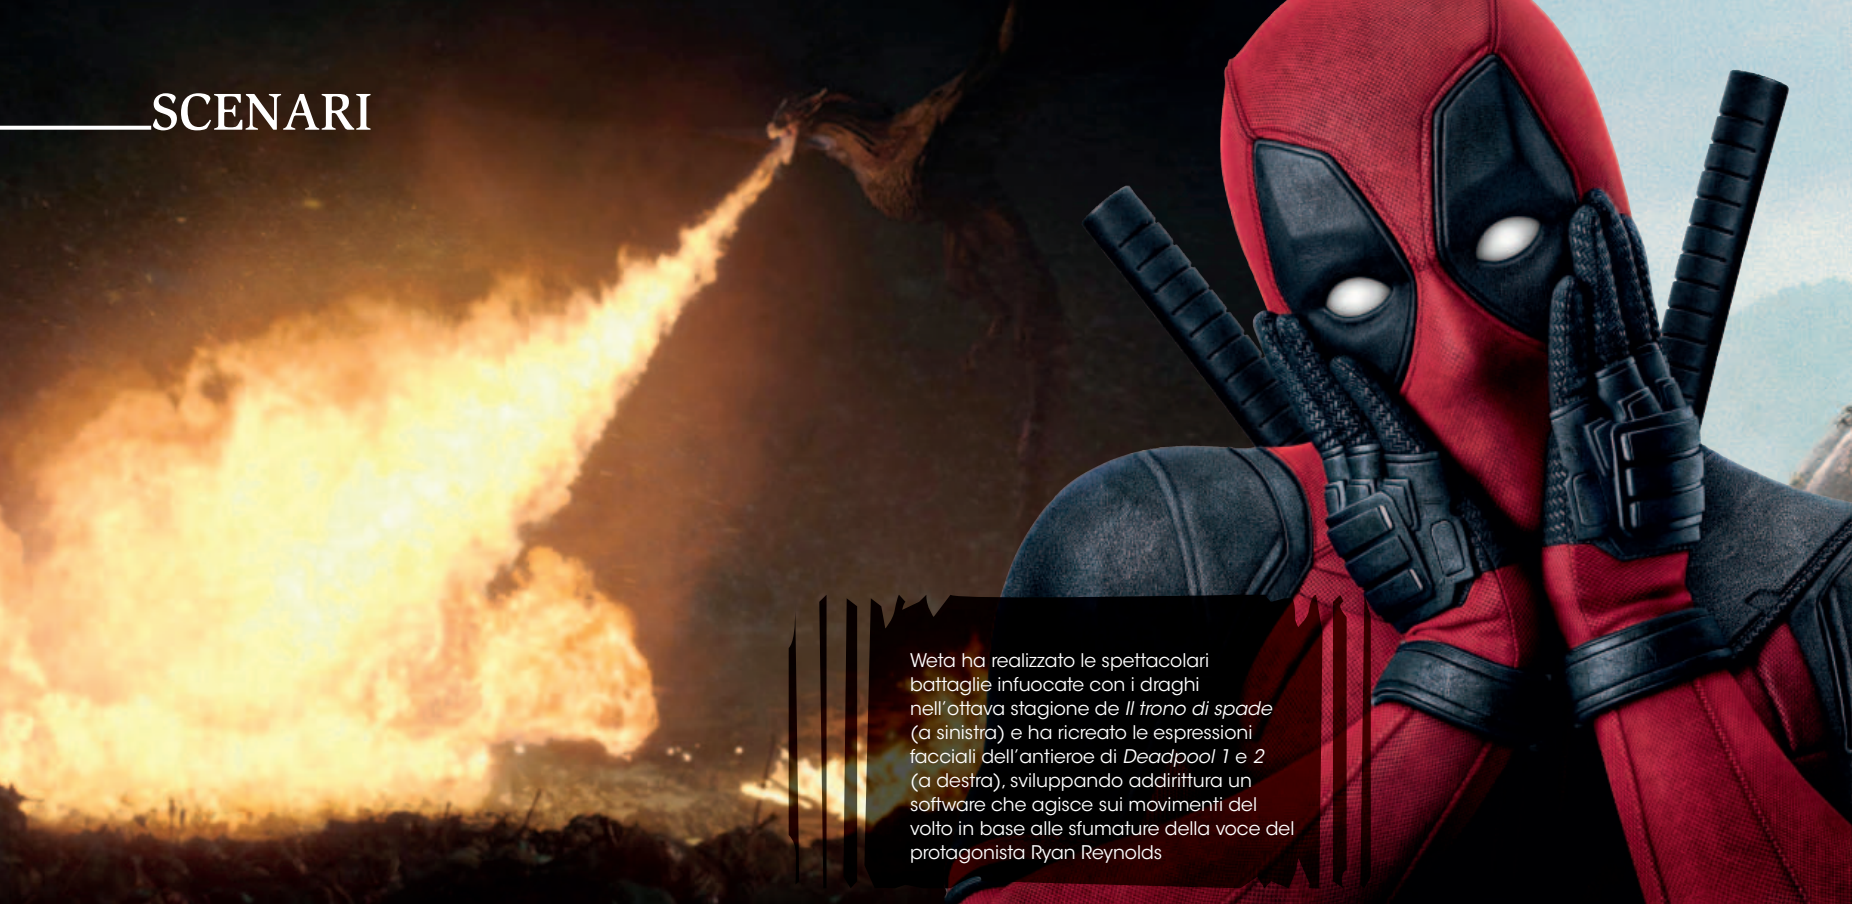 SCENARI
Weta ha realizzato le spettacolari
battaglie infuocate con i draghi
nell'ottava stagione de Il trono di spade
(a sinistra) e ha ricreato le espressioni
facciali dell'antieroe di Deadpool 1 e 2
(a destra), sviluppando addirittura un
software che agisce sui movimenti del
volto in base alle sfumature della voce del
protagonista Ryan Reynolds